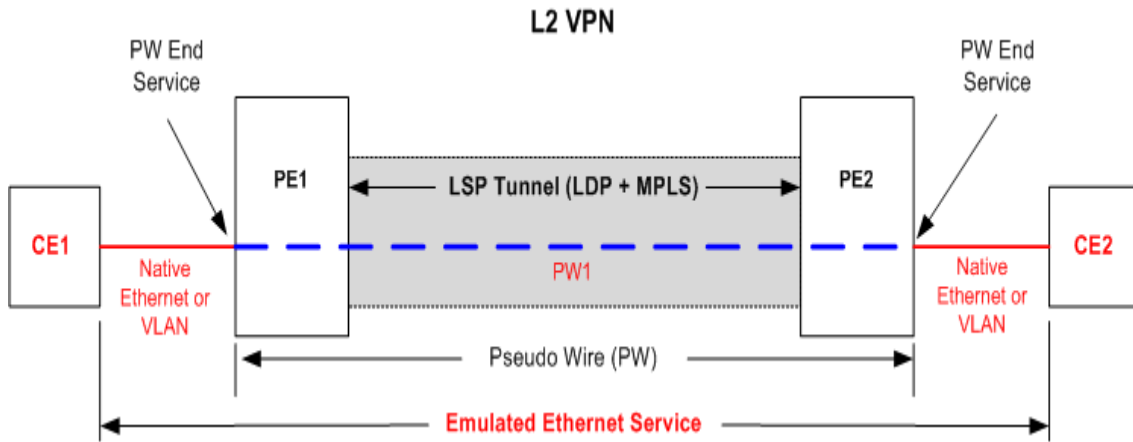 L2 VPN
PW End
Service
PW End
Service
PE1
LSP Tunnel (LDP + MPLS)
PE2
CE1
CE2
PW1
Native
Ethernet or
VLAN
Native
Ethernet or
VLAN
Pseudo Wire (PW)
Emulated Ethernet Service